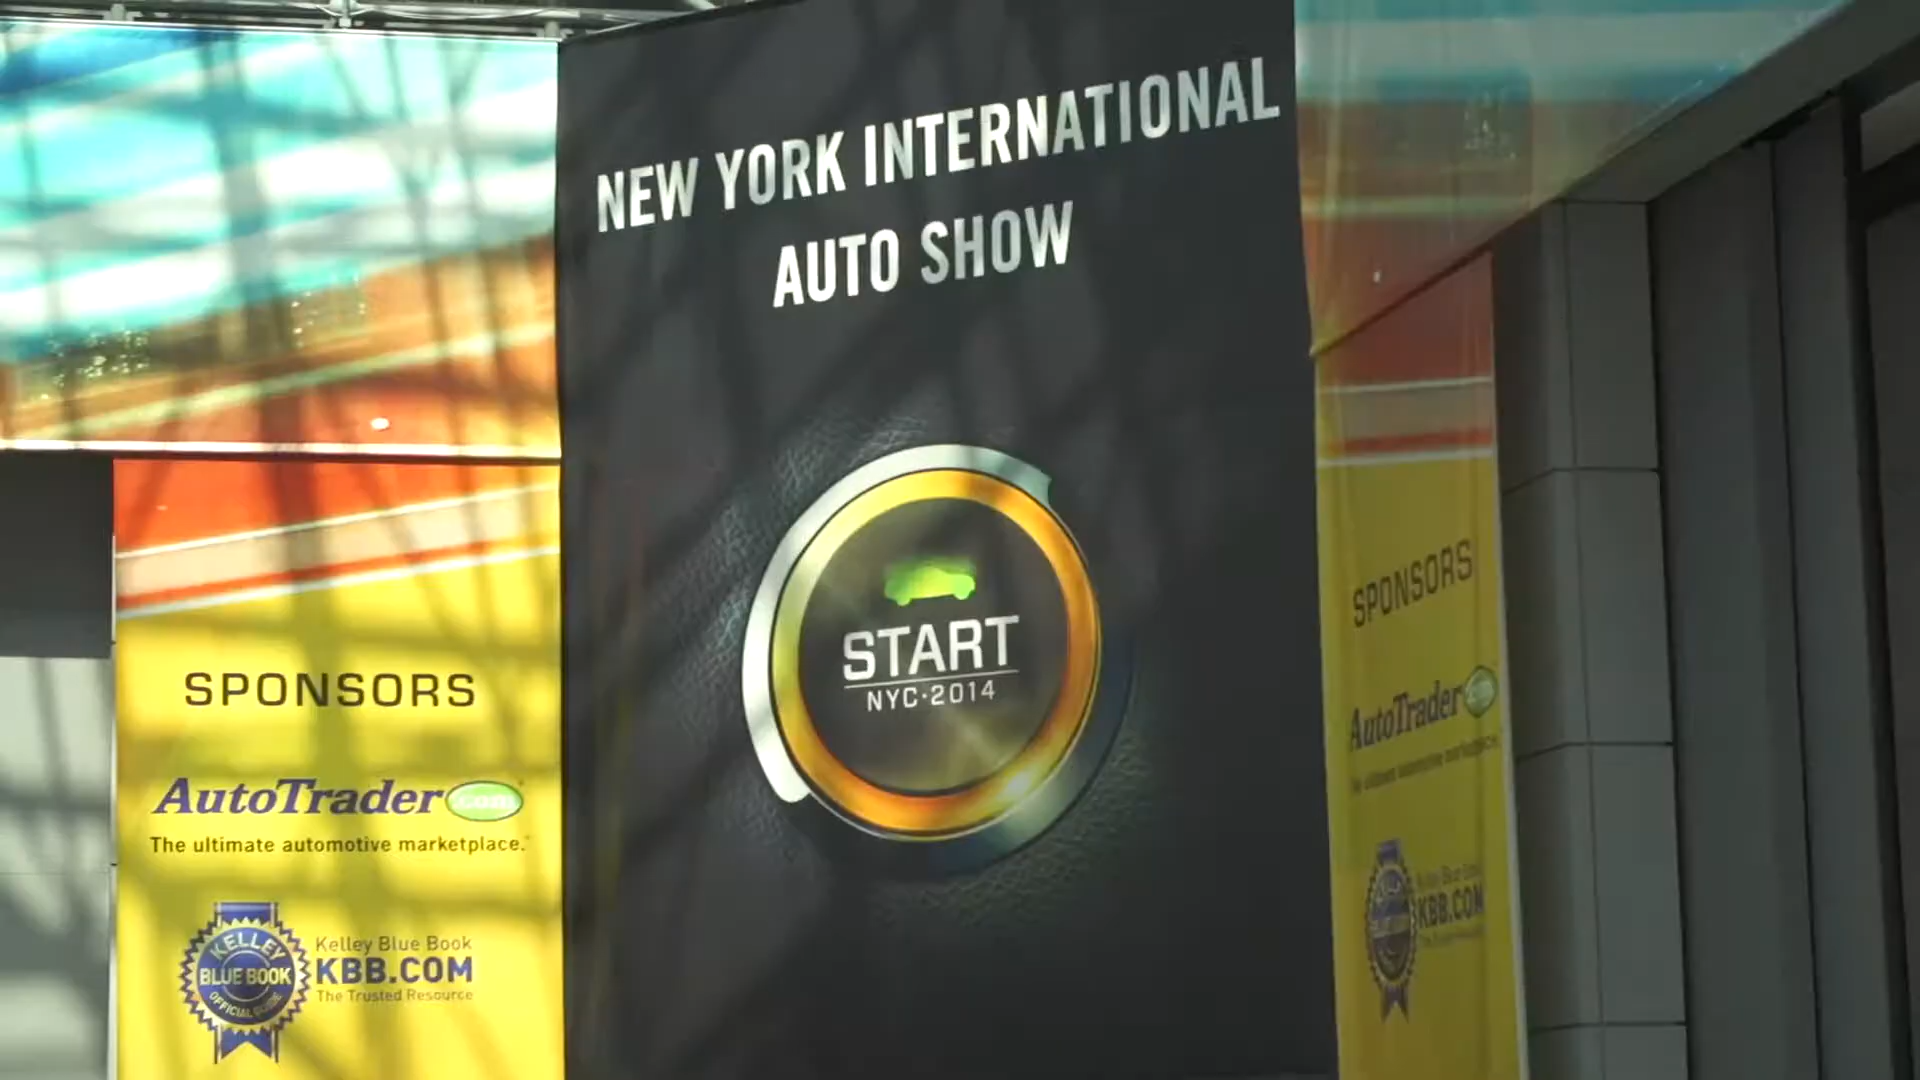 NEW YORK INTERNATIONAL
AUTO SHOW
START
NYC·2014
SPONSORS
AutoTrader.com
The ultimate automotive marketplace.
KELLEY
BLUE BOOK
OFFICIAL GUIDE
Kelley Blue Book
KBB.COM
The Trusted Resource
SPONSORS
AutoTrader
KBB.COM